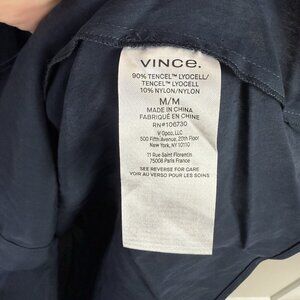 VINCE.
90% TENCEL™ LYOCELL/
TENCEL™ LYOCELL
10% NYLON/NYLON
M/M
MADE IN CHINA
FABRIQUÉ EN CHINE
RN#106730
V Opco, LLC
500 Fifth Avenue, 20th Floor
New York, NY 10110
11 Rue Saint Florentin
75008 Paris France
SEE REVERSE FOR CARE
VOIR AU VERSO POUR LES SOINS